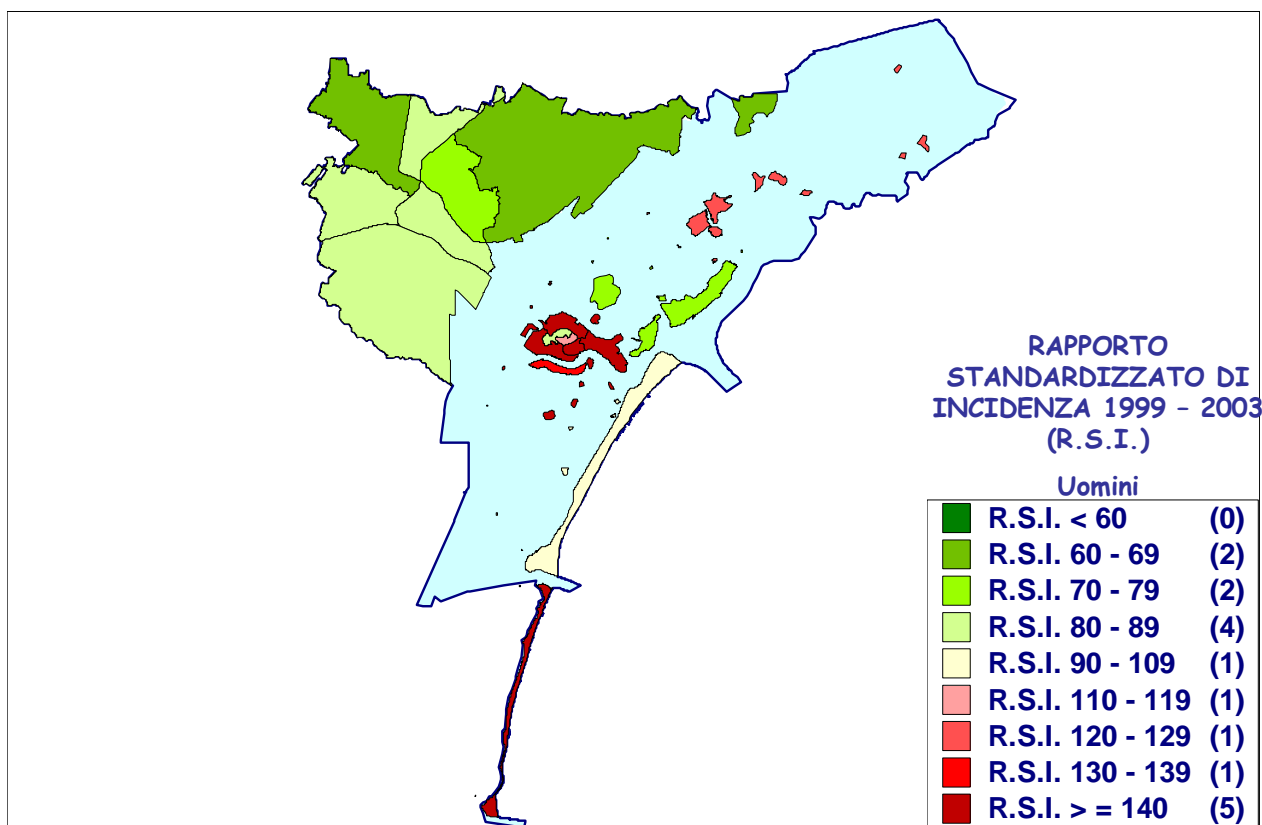 RAPPORTO
STANDARDIZZATO DI
INCIDENZA 1999 - 2003
(R.S.I.)
Uomini
R.S.I. < 60 (0)
R.S.I. 60 - 69 (2)
R.S.I. 70 - 79 (2)
R.S.I. 80 - 89 (4)
R.S.I. 90 - 109 (1)
R.S.I. 110 - 119 (1)
R.S.I. 120 - 129 (1)
R.S.I. 130 - 139 (1)
R.S.I. > = 140 (5)